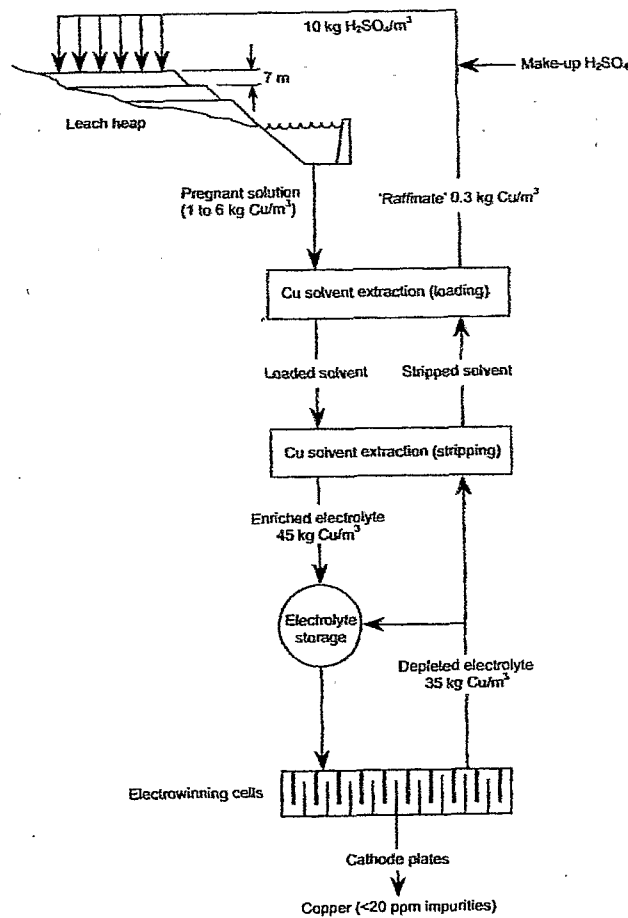 10 kg H₂SO₄/m³
Make-up H₂SO₄
7 m
Leach heap
Pregnant solution
(1 to 6 kg Cu/m³)
"Raffinate" 0.3 kg Cu/m³
Cu solvent extraction (loading)
Loaded solvent
Stripped solvent
Cu solvent extraction (stripping)
Enriched electrolyte
45 kg Cu/m³
Electrolyte
storage
Depleted electrolyte
35 kg Cu/m³
Electrowinning cells
Cathode plates
Copper (<20 ppm impurities)